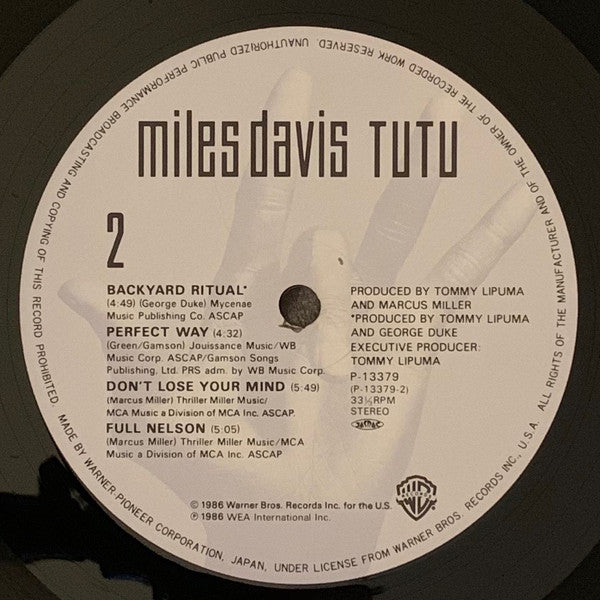 miles davis TUTU
2
BACKYARD RITUAL*
(4:49) (George Duke) Mycenae
Music Publishing Co. ASCAP
PERFECT WAY (4:32)
(Green/Gamson) Jouissance Music/WB
Music Corp. ASCAP/Gamson Songs
Publishing, Ltd. PRS adm. by WB Music Corp.
DON'T LOSE YOUR MIND (5:49)
(Marcus Miller) Thriller Miller Music/
MCA Music a Division of MCA Inc. ASCAP.
FULL NELSON (5:05)
(Marcus Miller) Thriller Miller Music/MCA
Music a Division of MCA Inc. ASCAP
PRODUCED BY TOMMY LIPUMA
AND MARCUS MILLER
*PRODUCED BY TOMMY LIPUMA
AND GEORGE DUKE
EXECUTIVE PRODUCER:
TOMMY LIPUMA
P-13379
(P-13379-2)
33⅓RPM
STEREO
JASRAC
© 1986 Warner Bros. Records Inc. for the U.S.
℗ 1986 WEA International Inc.
MADE BY WARNER-PIONEER CORPORATION, JAPAN, UNDER LICENSE FROM WARNER BROS. RECORDS INC., U.S.A. ALL RIGHTS OF THE MANUFACTURER AND OF THE OWNER OF THE RECORDED WORK RESERVED. UNAUTHORIZED PUBLIC PERFORMANCE BROADCASTING AND COPYING OF THIS RECORD PROHIBITED.